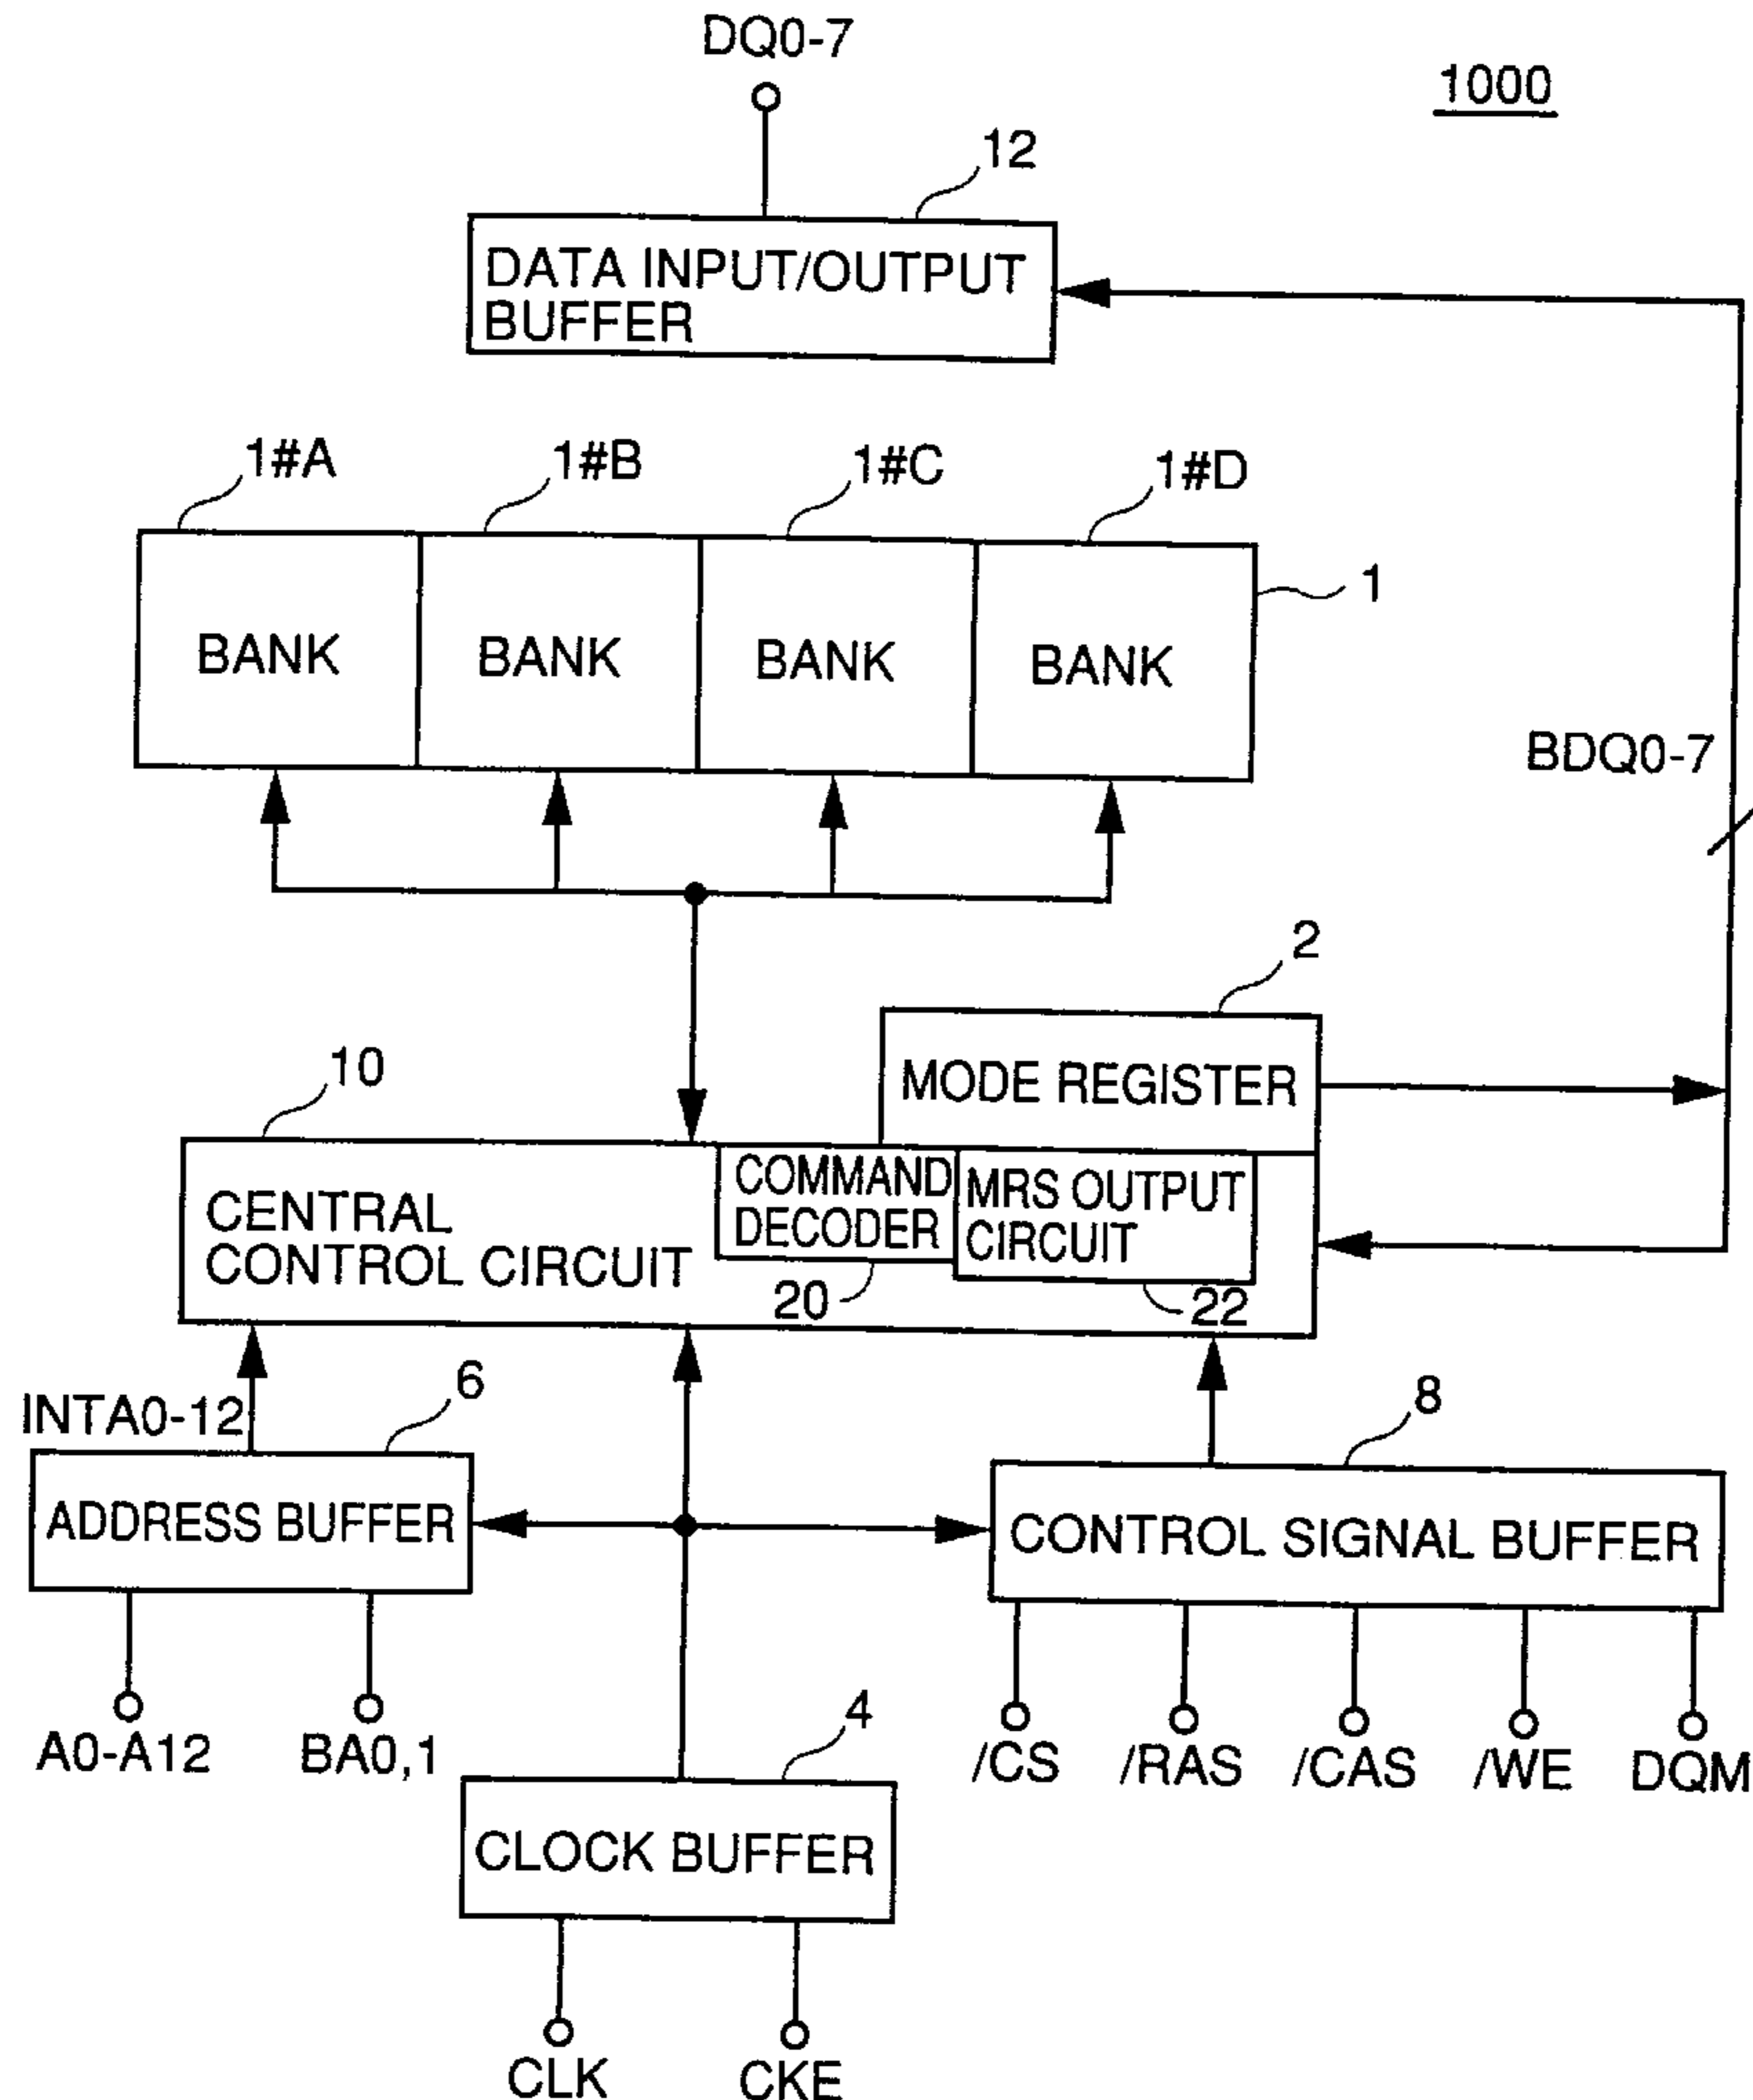 DQ0-7
1000
12
DATA INPUT/OUTPUT
BUFFER
1#A
1#B
1#C
1#D
1
BANK
BANK
BANK
BANK
BDQ0-7
2
MODE REGISTER
10
CENTRAL
CONTROL CIRCUIT
COMMAND
DECODER
MRS OUTPUT
CIRCUIT
20
22
INTA0-12
6
8
ADDRESS BUFFER
CONTROL SIGNAL BUFFER
A0-A12
BA0,1
4
/CS
/RAS
/CAS
/WE
DQM
CLOCK BUFFER
CLK
CKE